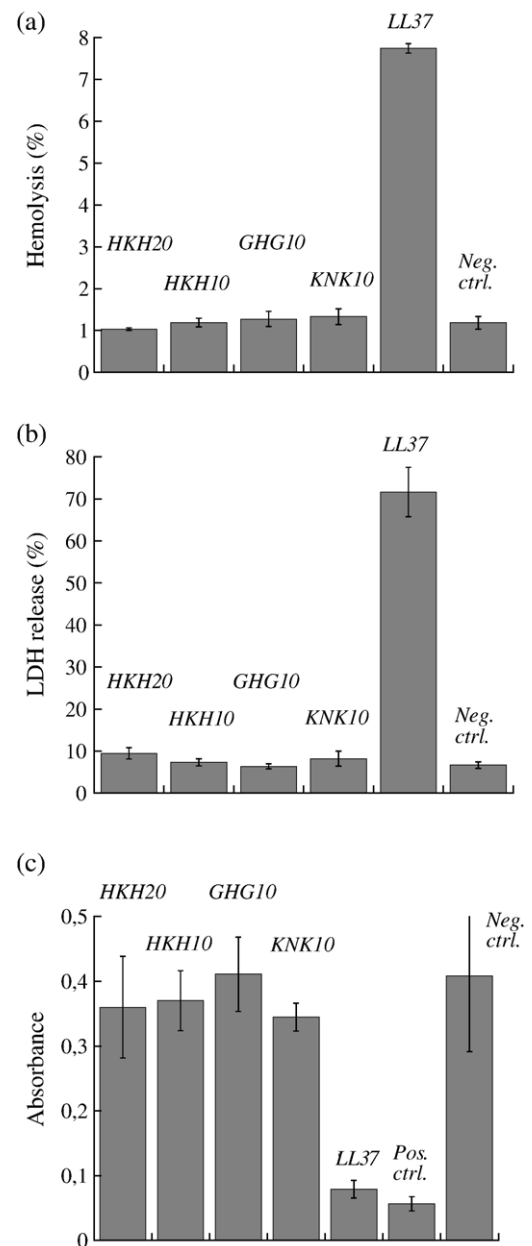 (a)
LL37
8
7
6
5
4
3
2
1
0
Hemolysis (%)
HKH20
HKH10
GHG10
KNK10
Neg.
ctrl.
(b)
LL37
80
70
60
50
40
30
20
10
0
LDH release (%)
HKH20
HKH10
GHG10
KNK10
Neg.
ctrl.
(c)
HKH20
HKH10
GHG10
KNK10
LL37
Pos.
ctrl.
Neg.
ctrl.
0,5
0,4
0,3
0,2
0,1
0
Absorbance